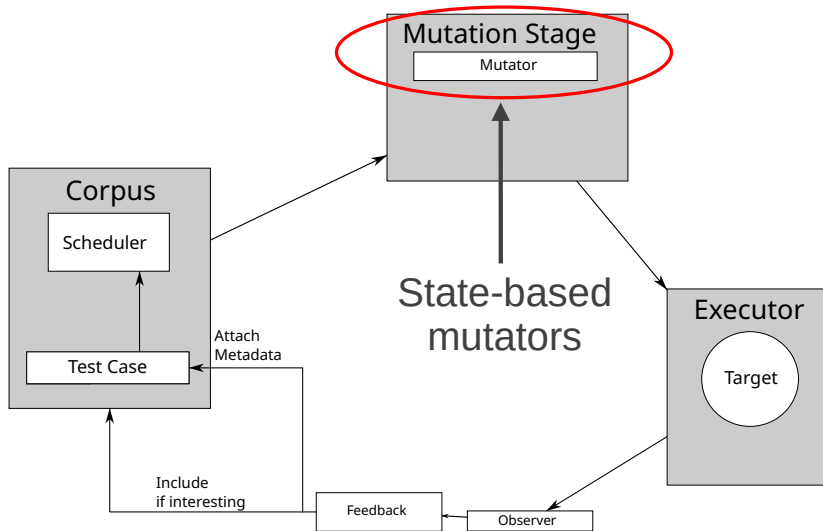 Mutation Stage
Mutator
Corpus
Scheduler
Test Case
Attach
Metadata
State-based
mutators
Executor
Target
Include
if interesting
Feedback
Observer